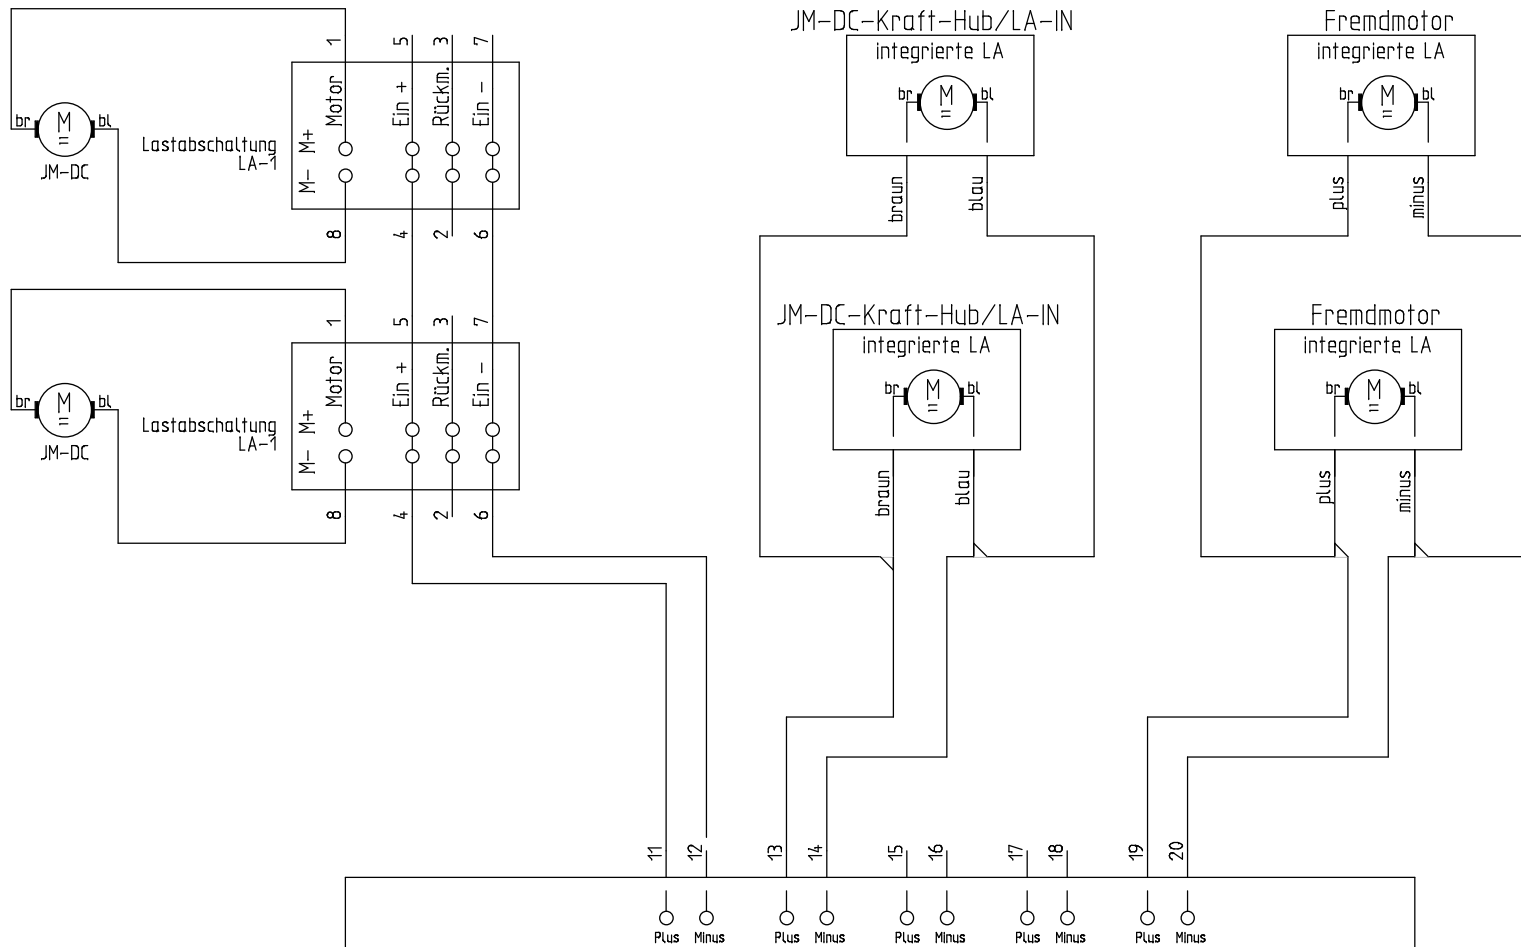 JM-DC-Kraft-Hub/LA-IN
integrierte LA
br
M
=
bl
braun
blau
Fremdmotor
integrierte LA
br
M
=
bl
plus
minus
1
5
3
7
Motor
Ein +
Rückm.
Ein -
br
M
=
bl
JM-DC
Lastabschaltung
LA-1
M+
M-
8
4
2
6
1
5
3
7
Motor
Ein +
Rückm.
Ein -
br
M
=
bl
JM-DC
Lastabschaltung
LA-1
M+
M-
8
4
2
6
JM-DC-Kraft-Hub/LA-IN
integrierte LA
br
M
=
bl
braun
blau
Fremdmotor
integrierte LA
br
M
=
bl
plus
minus
11
12
13
14
15
16
17
18
19
20
Plus
Minus
Plus
Minus
Plus
Minus
Plus
Minus
Plus
Minus